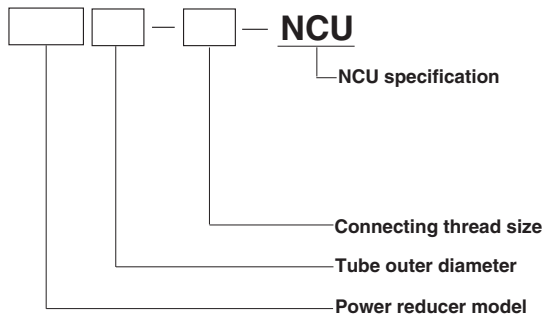 NCU
NCU specification
Connecting thread size
Tube outer diameter
Power reducer model